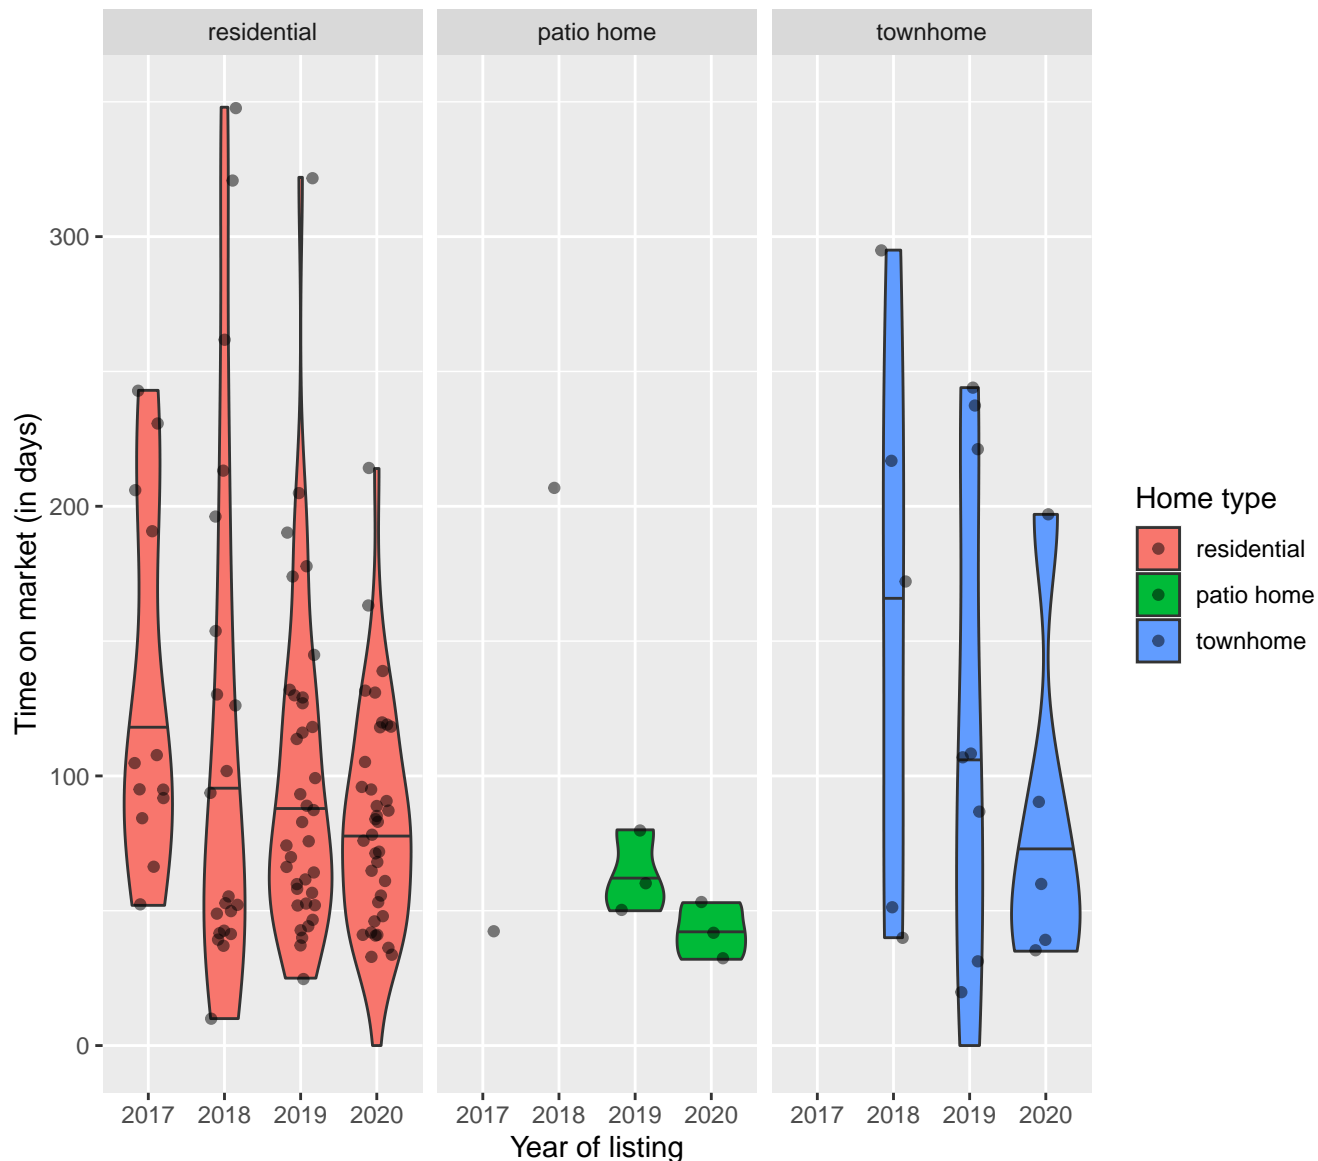 residential patio home townhome
300
200
100
0
Time on market (in days)
2017 2018 2019 2020 2017 2018 2019 2020 2017 2018 2019 2020
Year of listing
Home type
residential
patio home
townhome